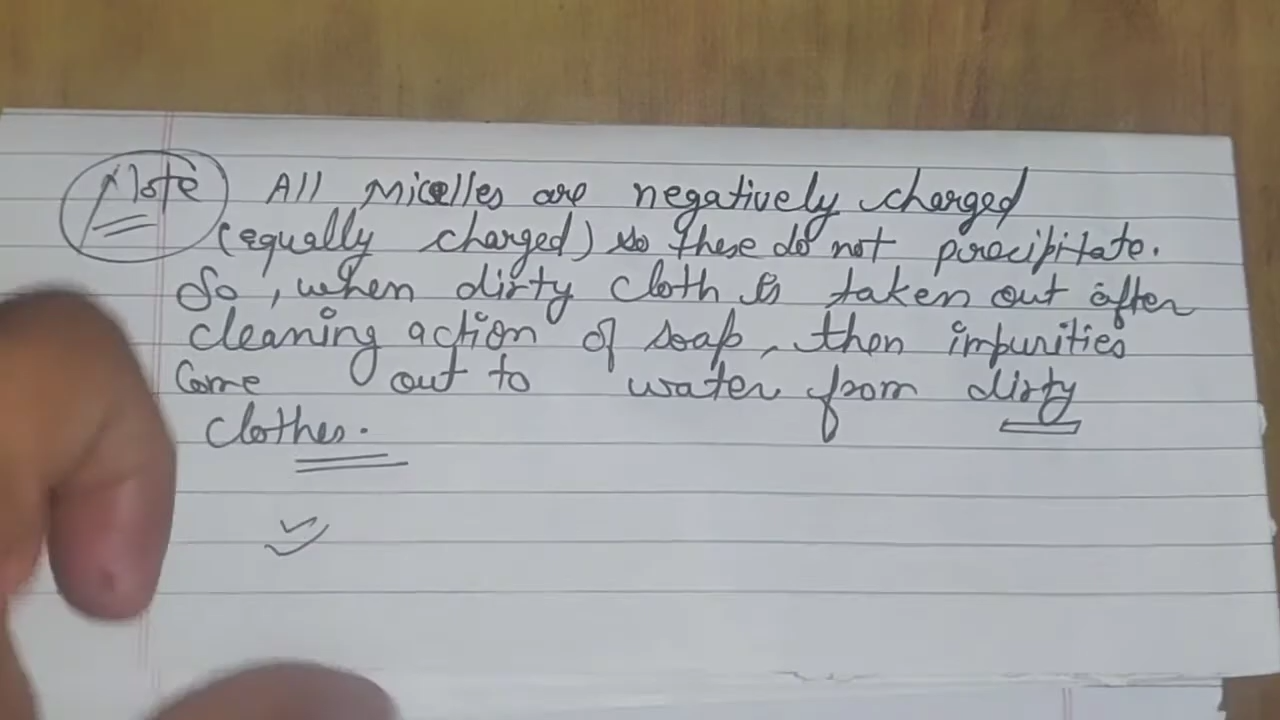 Note All Micelles are negatively charged
(equally charged) so these do not precipitate.
So, when dirty cloth is taken out after
cleaning action of soap, then impurities
Come out to water from dirty
clothes.